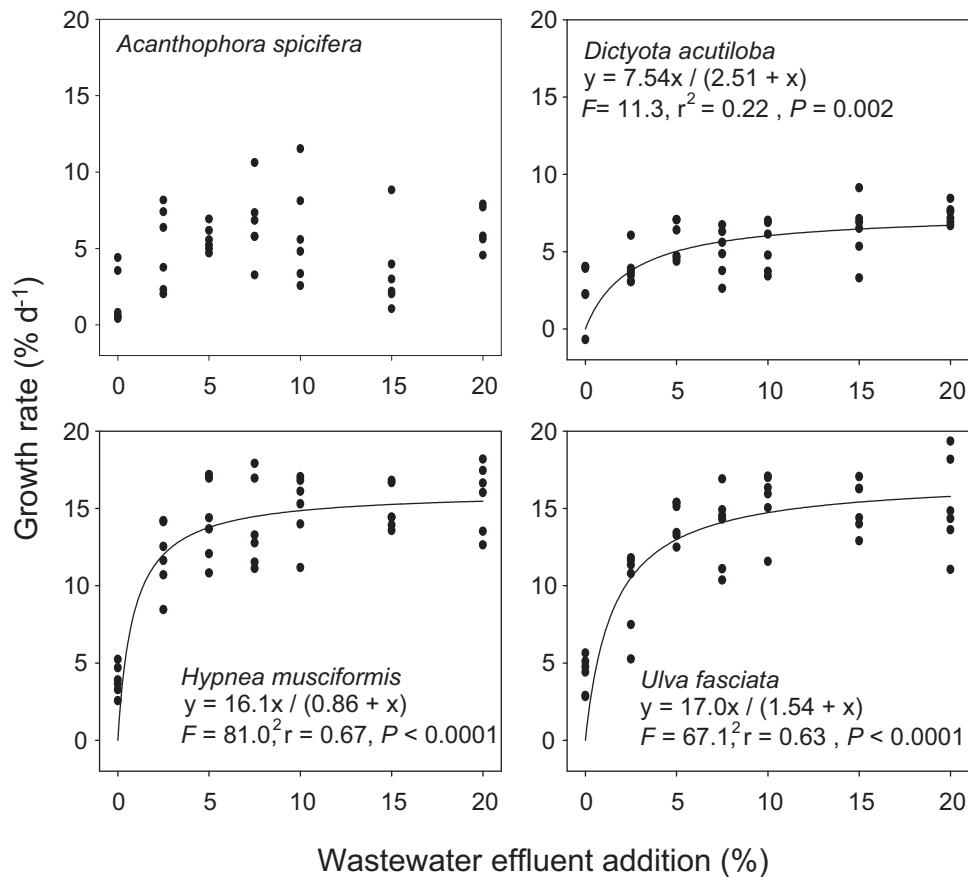 20
15
10
5
0
Acanthophora spicifera
0 5 10 15 20
20
15
10
5
0
Dictyota acutiloba
y = 7.54x / (2.51 + x)
F= 11.3, r² = 0.22 , P = 0.002
0 5 10 15 20
Growth rate (% d⁻¹)
20
15
10
5
0
Hypnea musciformis
y = 16.1x / (0.86 + x)
F = 81.0,² r = 0.67, P < 0.0001
0 5 10 15 20
20
15
10
5
0
Ulva fasciata
y = 17.0x / (1.54 + x)
F = 67.1,² r = 0.63 , P < 0.0001
0 5 10 15 20
Wastewater effluent addition (%)